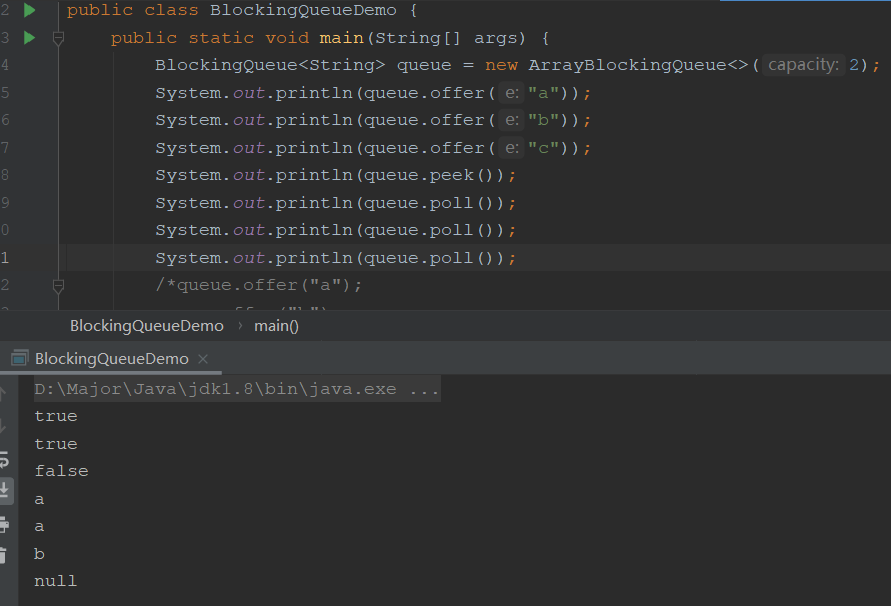 2 public class BlockingQueueDemo {
3 public static void main(String[] args) {
4 BlockingQueue<String> queue = new ArrayBlockingQueue<>( capacity: 2);
5 System.out.println(queue.offer( e: "a"));
6 System.out.println(queue.offer( e: "b"));
7 System.out.println(queue.offer( e: "c"));
8 System.out.println(queue.peek());
9 System.out.println(queue.poll());
0 System.out.println(queue.poll());
1 System.out.println(queue.poll());
2 /*queue.offer("a");
BlockingQueueDemo › main()
BlockingQueueDemo ×
D:\Major\Java\jdk1.8\bin\java.exe ...
true
true
false
a
a
b
null